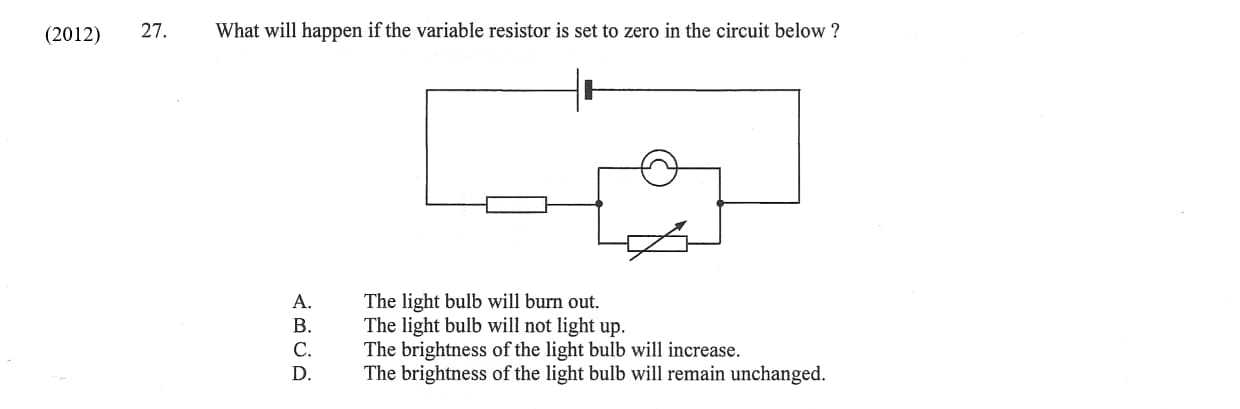 (2012) 27. What will happen if the variable resistor is set to zero in the circuit below ?
A. The light bulb will burn out.
B. The light bulb will not light up.
C. The brightness of the light bulb will increase.
D. The brightness of the light bulb will remain unchanged.